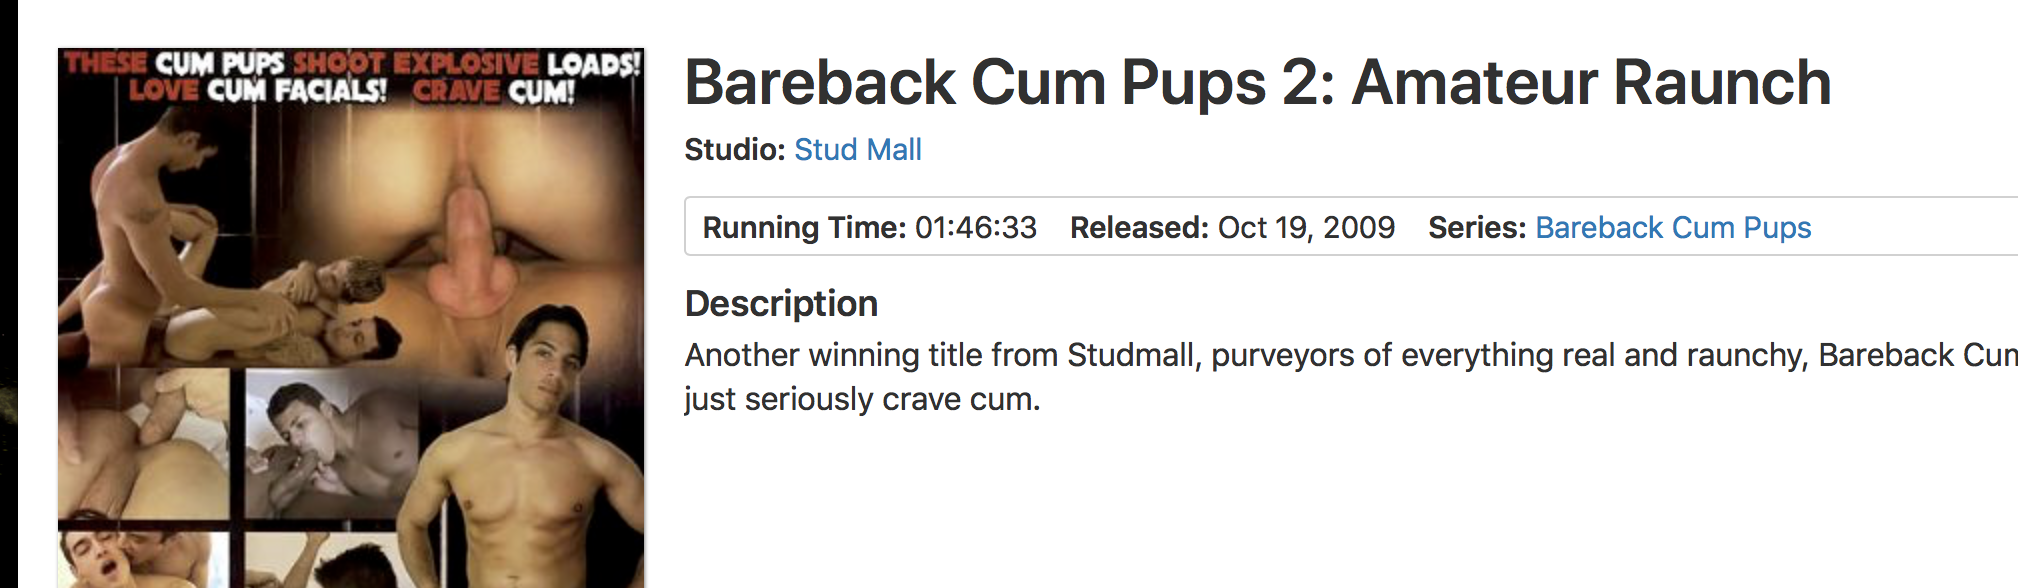 THESE CUM PUPS SHOOT EXPLOSIVE LOADS!
LOVE CUM FACIALS! CRAVE CUM!
Bareback Cum Pups 2: Amateur Raunch
Studio: Stud Mall
Running Time: 01:46:33 Released: Oct 19, 2009 Series: Bareback Cum Pups
Description
Another winning title from Studmall, purveyors of everything real and raunchy, Bareback Cum
just seriously crave cum.